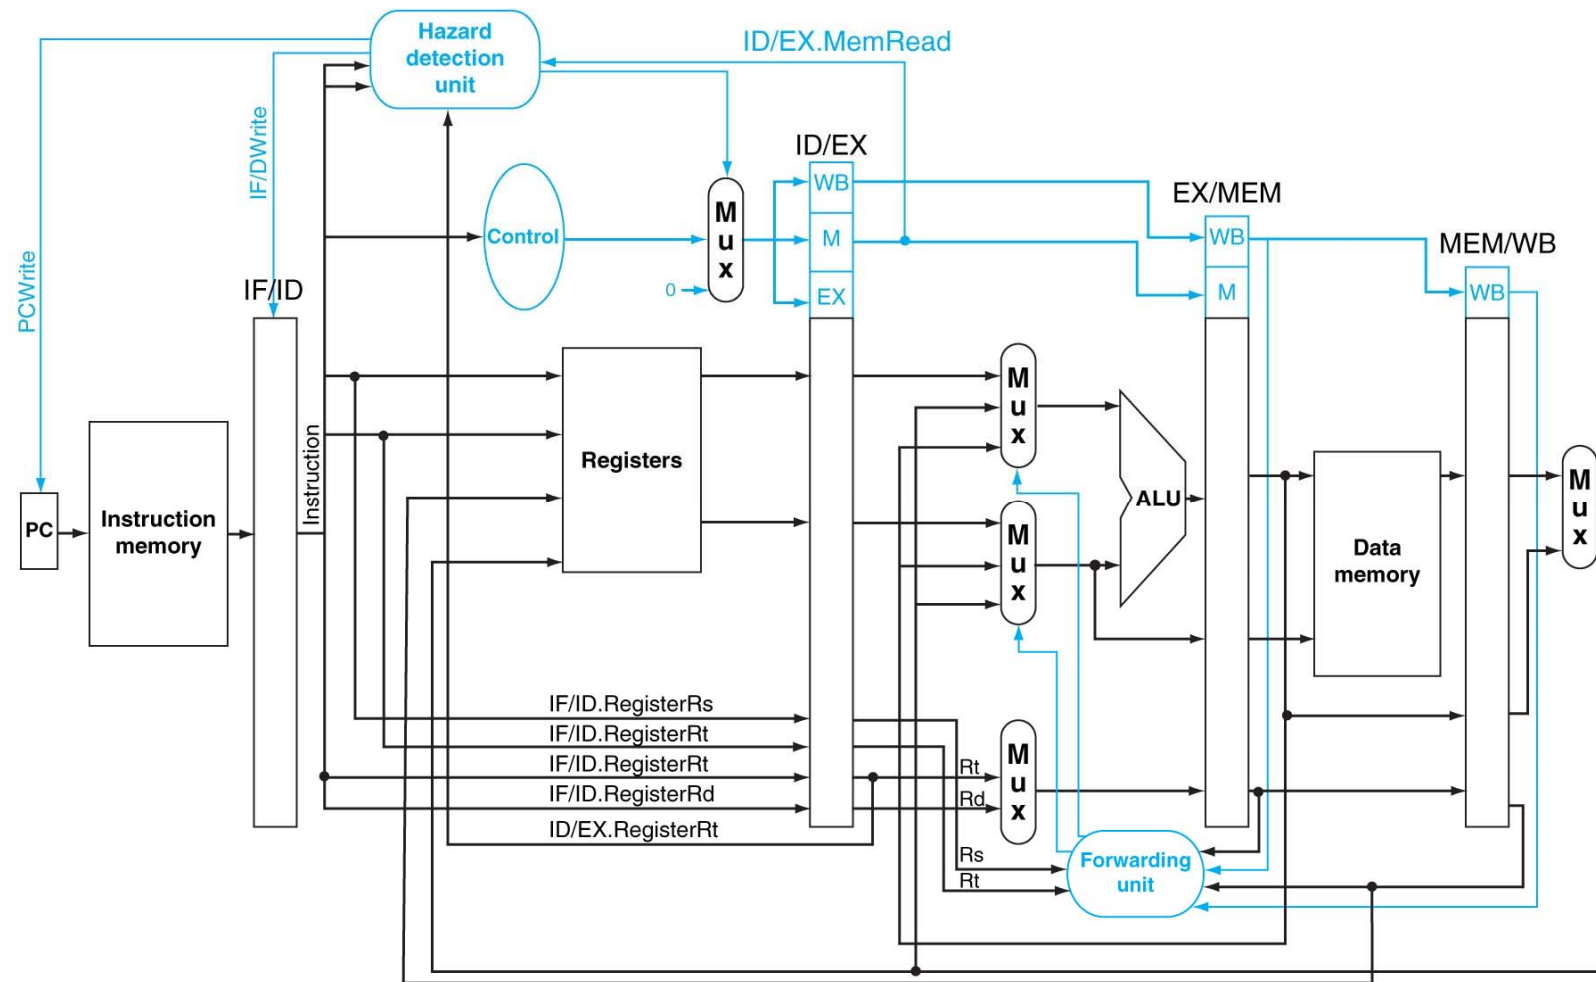 Hazard
detection
unit
ID/EX.MemRead
IF/DWrite
PCWrite
ID/EX
WB
M
EX
EX/MEM
WB
M
MEM/WB
WB
Control
M
u
x
0
IF/ID
Instruction
PC
Instruction
memory
Registers
M
u
x
M
u
x
ALU
Data
memory
M
u
x
IF/ID.RegisterRs
IF/ID.RegisterRt
IF/ID.RegisterRt
IF/ID.RegisterRd
ID/EX.RegisterRt
Rt
Rd
M
u
x
Rs
Rt
Forwarding
unit